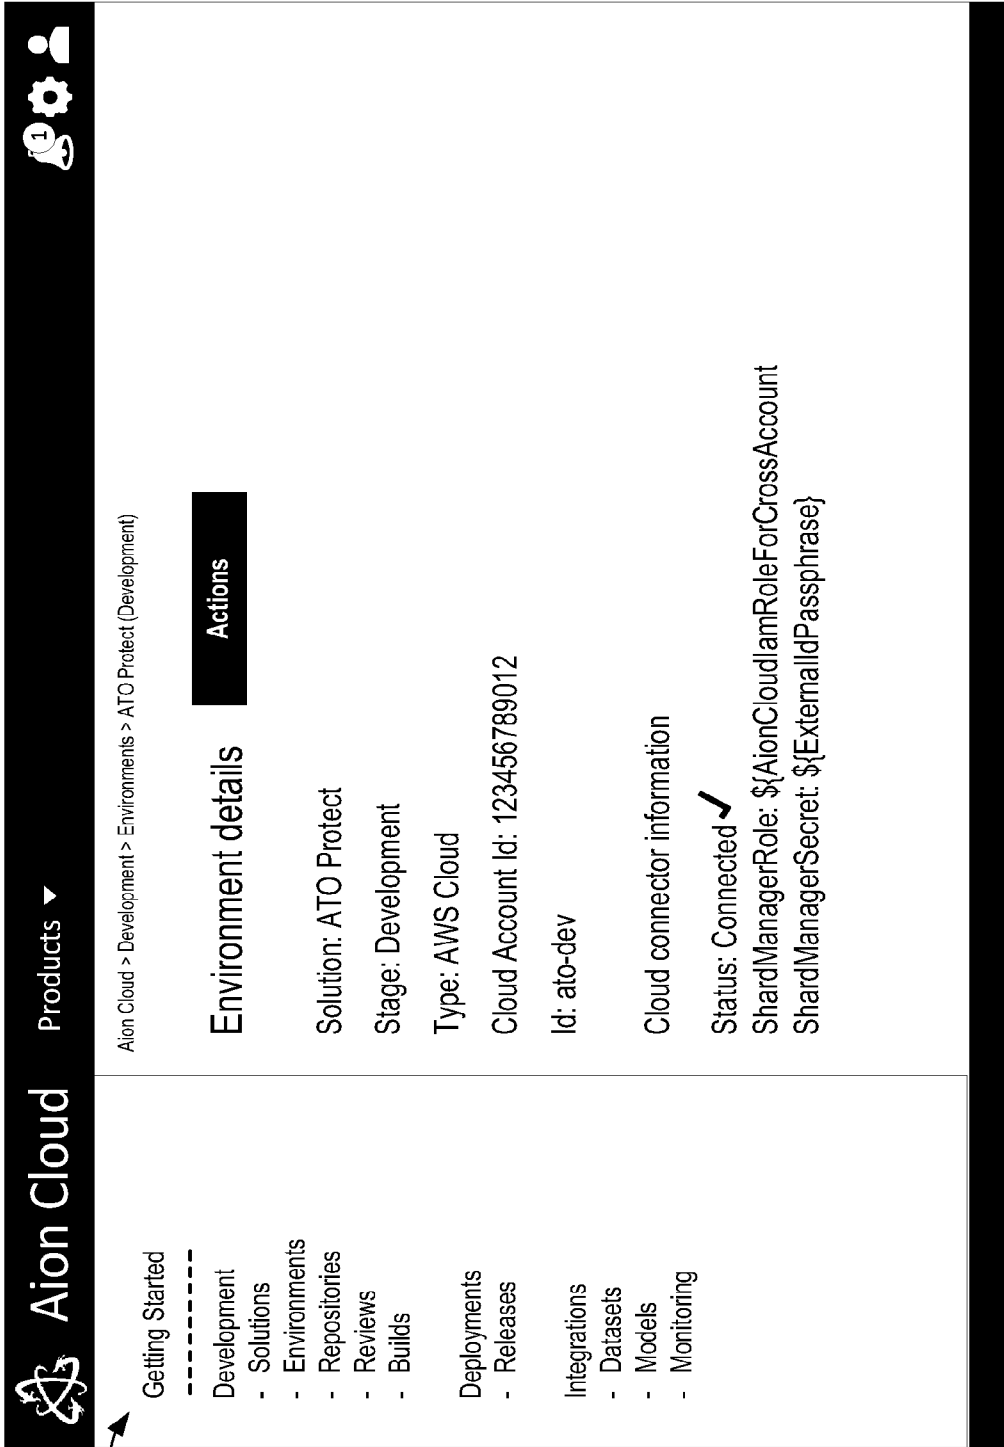 Aion Cloud
Products
1
Getting Started
Development
- Solutions
- Environments
- Repositories
- Reviews
- Builds
Deployments
- Releases
Integrations
- Datasets
- Models
- Monitoring
Aion Cloud > Development > Environments > ATO Protect (Development)
Environment details
Actions
Solution: ATO Protect
Stage: Development
Type: AWS Cloud
Cloud Account Id: 123456789012
Id: ato-dev
Cloud connector information
Status: Connected
ShardManagerRole: ${AionCloudIamRoleForCrossAccount
ShardManagerSecret: ${ExternalIdPassphrase}